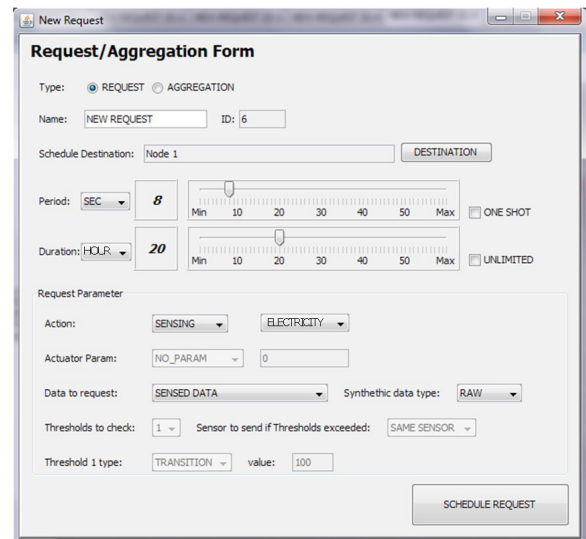 New Request
Request/Aggregation Form
Type: REQUEST AGGREGATION
Name: NEW REQUEST ID: 6
Schedule Destination: Node 1 DESTINATION
Period: SEC 8 Min 10 20 30 40 50 Max ONE SHOT
Duration: HOUR 20 Min 10 20 30 40 50 Max UNLIMITED
Request Parameter
Action: SENSING ELECTRICITY
Actuator Param: NO_PARAM 0
Data to request: SENSED DATA Synthethic data type: RAW
Thresholds to check: 1 Sensor to send if Thresholds exceeded: SAME SENSOR
Threshold 1 type: TRANSITION value: 100
SCHEDULE REQUEST